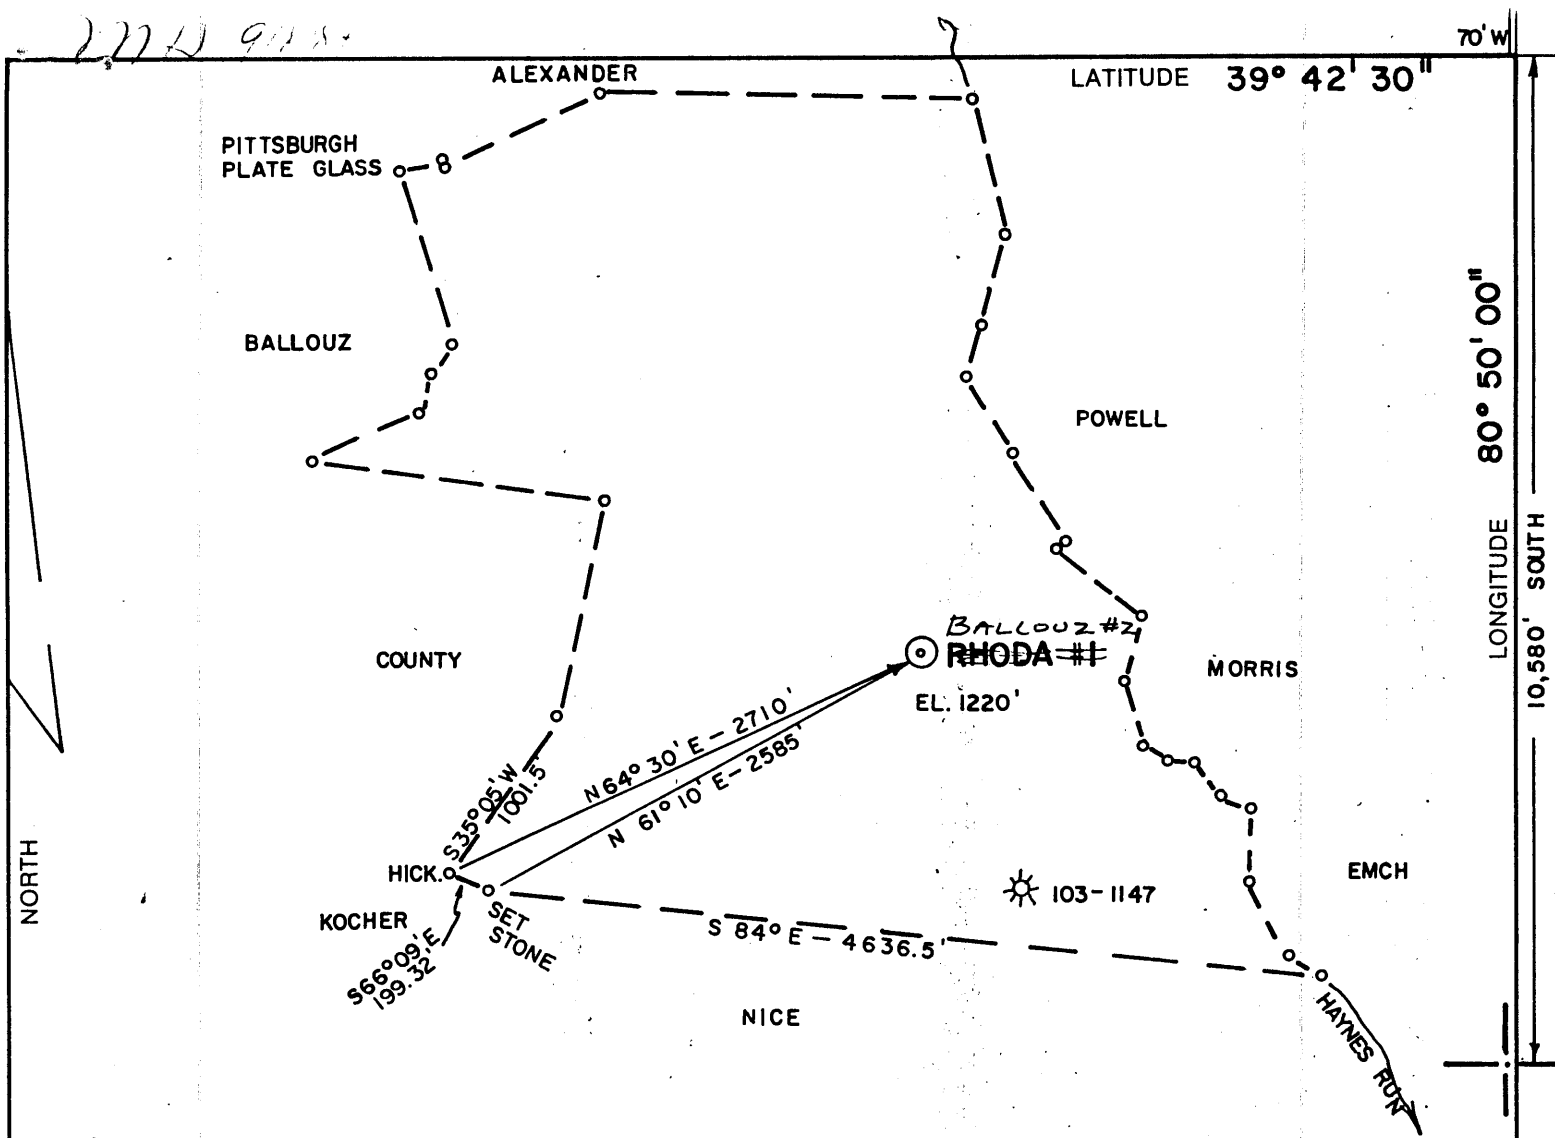 70' W
ALEXANDER
LATITUDE 39° 42' 30"
PITTSBURGH
PLATE GLASS
BALLOUZ
LONGITUDE 80° 50' 00"
10,580' SOUTH
POWELL
BALLOUZ #2
RHODA #1
EL. 1220'
COUNTY
MORRIS
N 64° 30' E - 2710'
N 61° 10' E - 2585'
S 35° 05' W
1001.5'
HICK.
NORTH
KOCHER
SET
STONE
103-1147
EMCH
S 84° E - 4636.5'
S 66° 09' E
199.32'
NICE
HAYNES RUN